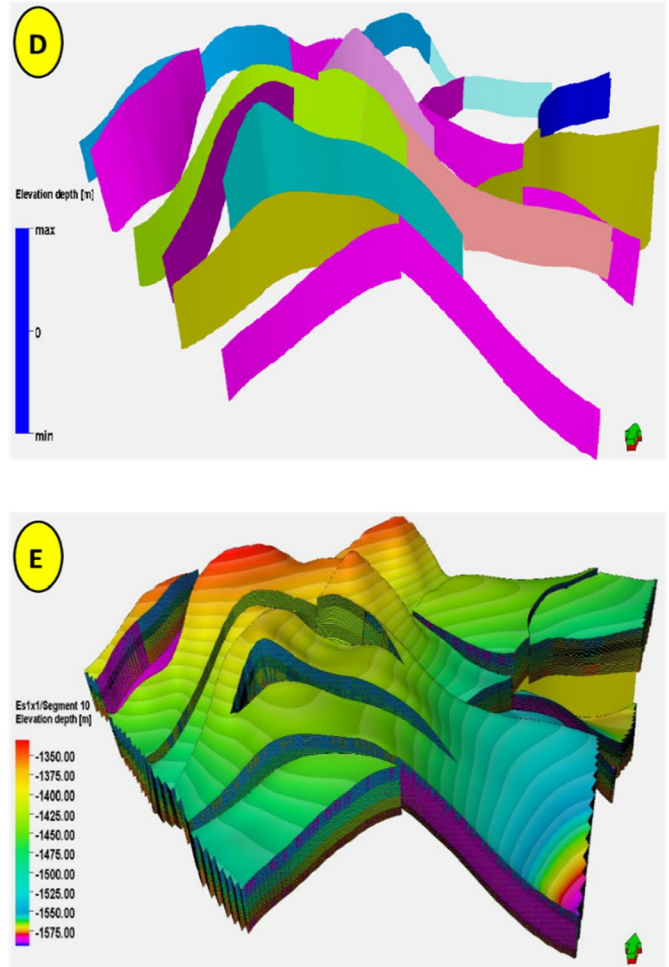 D
Elevation depth [m]
max
0
min
E
Es1x1/Segment 10
Elevation depth [m]
-1350.00
-1375.00
-1400.00
-1425.00
-1450.00
-1475.00
-1500.00
-1525.00
-1550.00
-1575.00